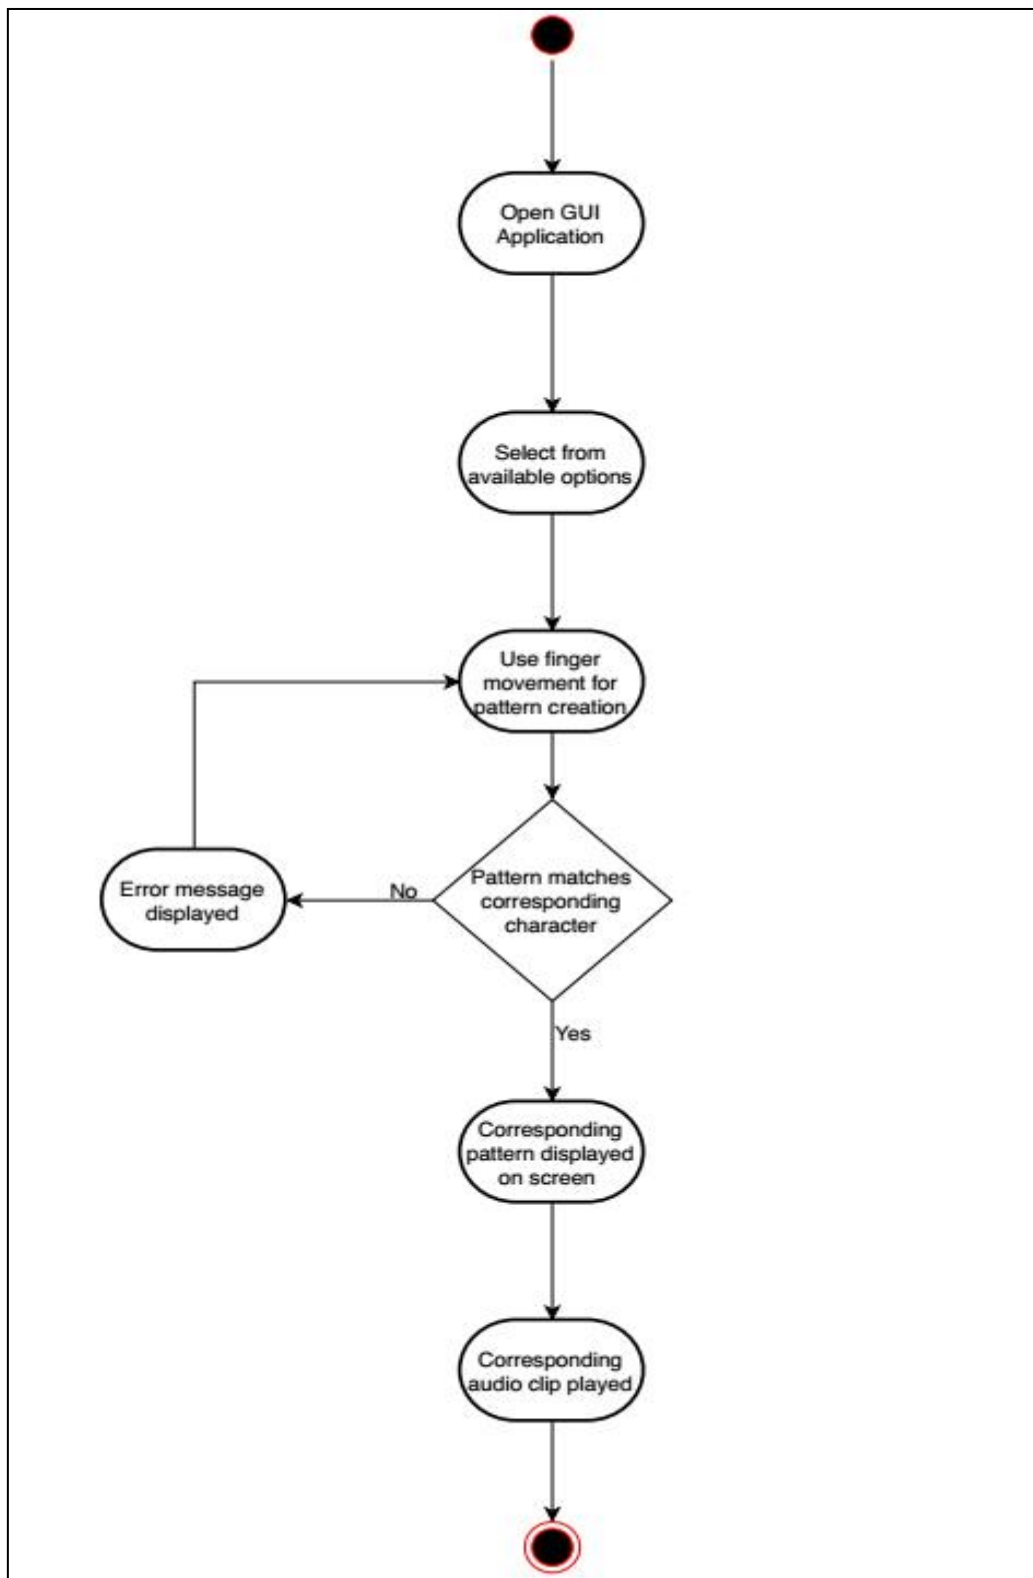 Open GUI
Application
Select from
available options
Use finger
movement for
pattern creation
Pattern matches
corresponding
character
No
Error message
displayed
Yes
Corresponding
pattern displayed
on screen
Corresponding
audio clip played